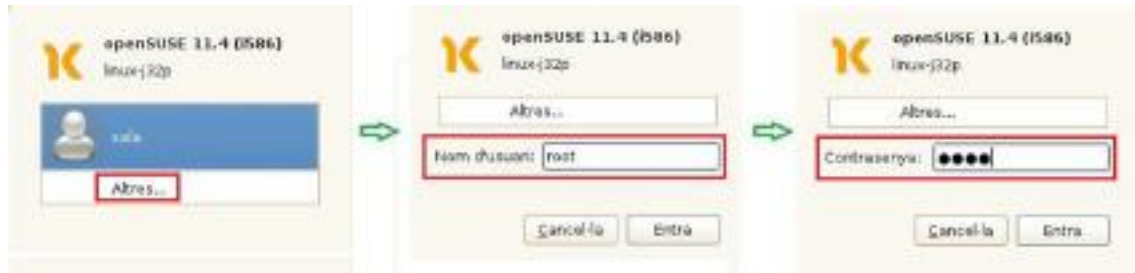 openSUSE 11.4 (i586)
linux-j32p
Altres...
openSUSE 11.4 (i586)
linux-j32p
Altres...
Nom d'usuari: root
Cancel·la Entra
openSUSE 11.4 (i586)
linux-j32p
Altres...
Contrasenya: ●●●●
Cancel·la Entra